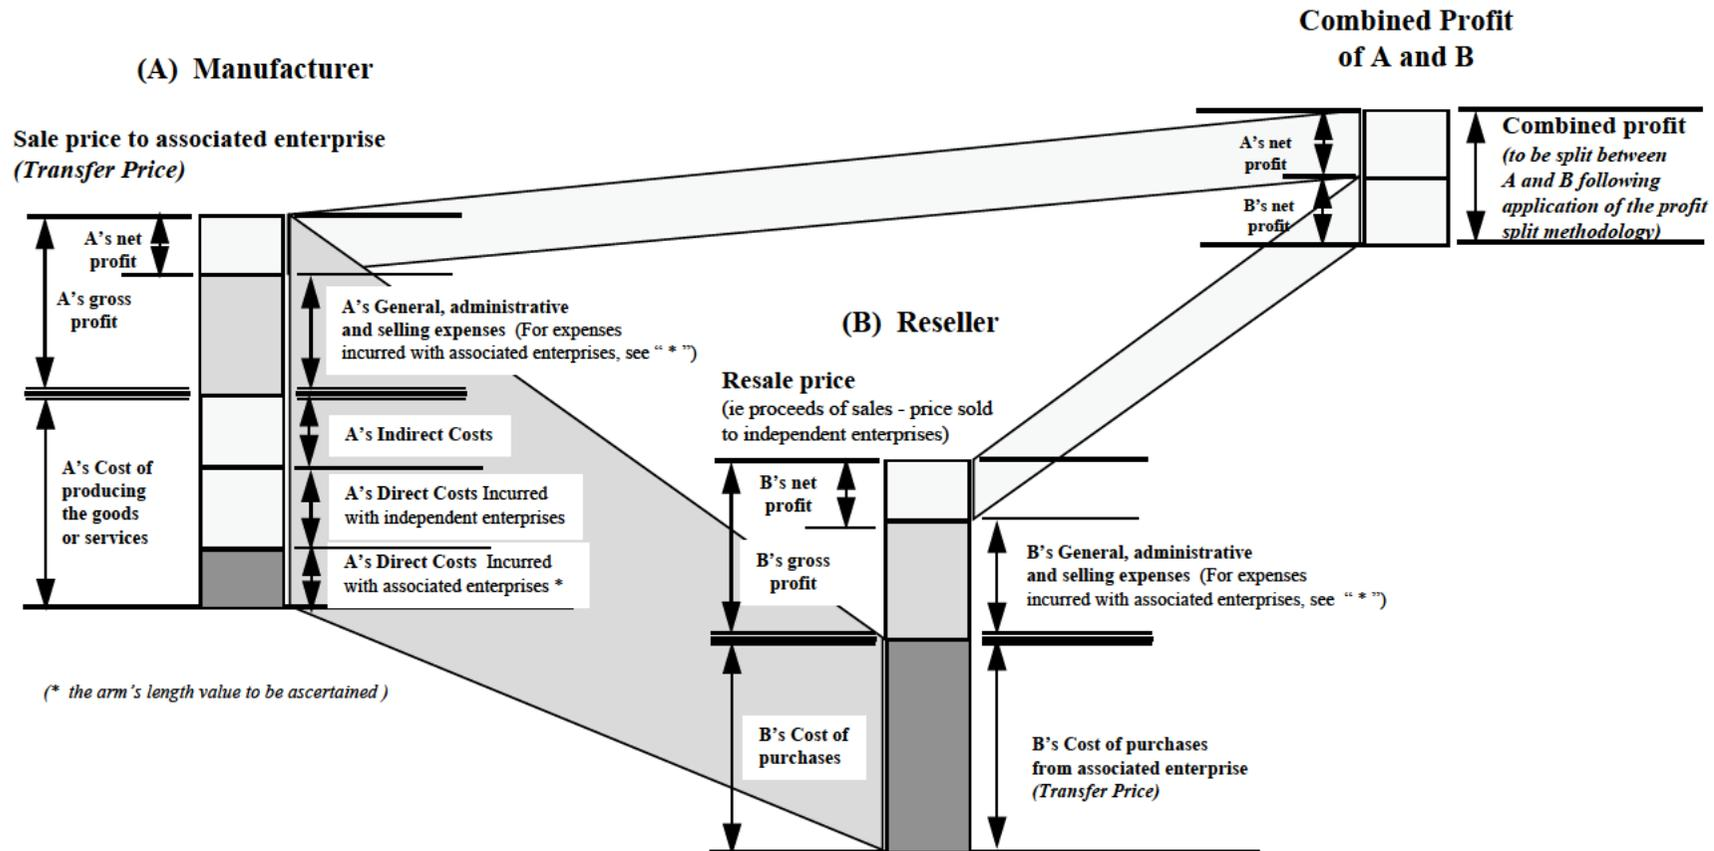 Combined Profit
of A and B
(A) Manufacturer
Sale price to associated enterprise
(Transfer Price)
A's net
profit
A's gross
profit
A's General, administrative
and selling expenses (For expenses
incurred with associated enterprises, see “ * ”)
A's Indirect Costs
A's Cost of
producing
the goods
or services
A's Direct Costs Incurred
with independent enterprises
A's Direct Costs Incurred
with associated enterprises *
(* the arm's length value to be ascertained )
(B) Reseller
Resale price
(ie proceeds of sales - price sold
to independent enterprises)
B's net
profit
B's gross
profit
B's General, administrative
and selling expenses (For expenses
incurred with associated enterprises, see “ * ”)
B's Cost of
purchases
B's Cost of purchases
from associated enterprise
(Transfer Price)
A's net
profit
B's net
profit
Combined profit
(to be split between
A and B following
application of the profit
split methodology)